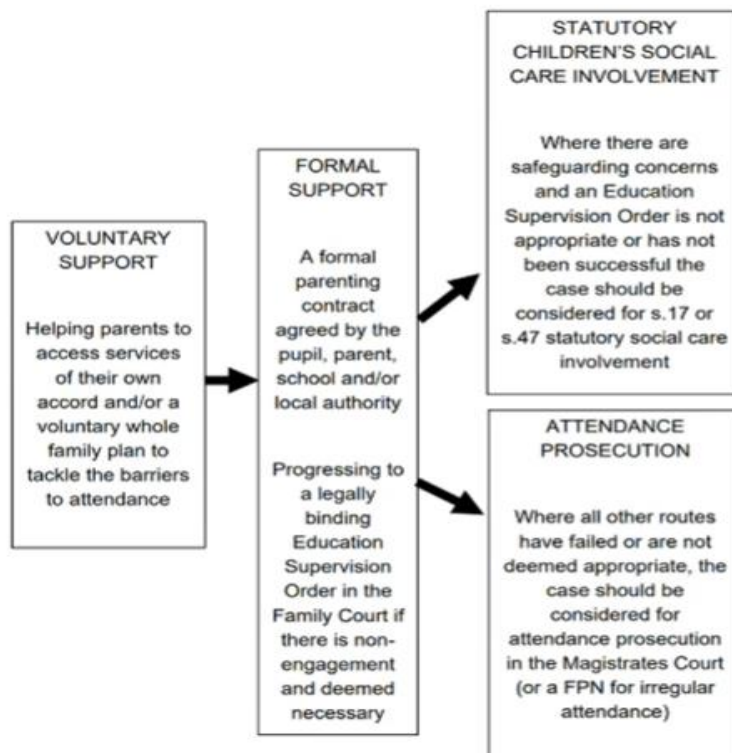 VOLUNTARY
SUPPORT
Helping parents to
access services
of their own
accord and/or a
voluntary whole
family plan to
tackle the barriers
to attendance
FORMAL
SUPPORT
A formal
parenting
contract
agreed by the
pupil, parent,
school and/or
local authority
Progressing to
a legally
binding
Education
Supervision
Order in the
Family Court if
there is non-
engagement
and deemed
necessary
STATUTORY
CHILDREN'S SOCIAL
CARE INVOLVEMENT
Where there are
safeguarding concerns
and an Education
Supervision Order is not
appropriate or has not
been successful the
case should be
considered for s.17 or
s.47 statutory social care
involvement
ATTENDANCE
PROSECUTION
Where all other routes
have failed or are not
deemed appropriate, the
case should be
considered for
attendance prosecution
in the Magistrates Court
(or a FPN for irregular
attendance)